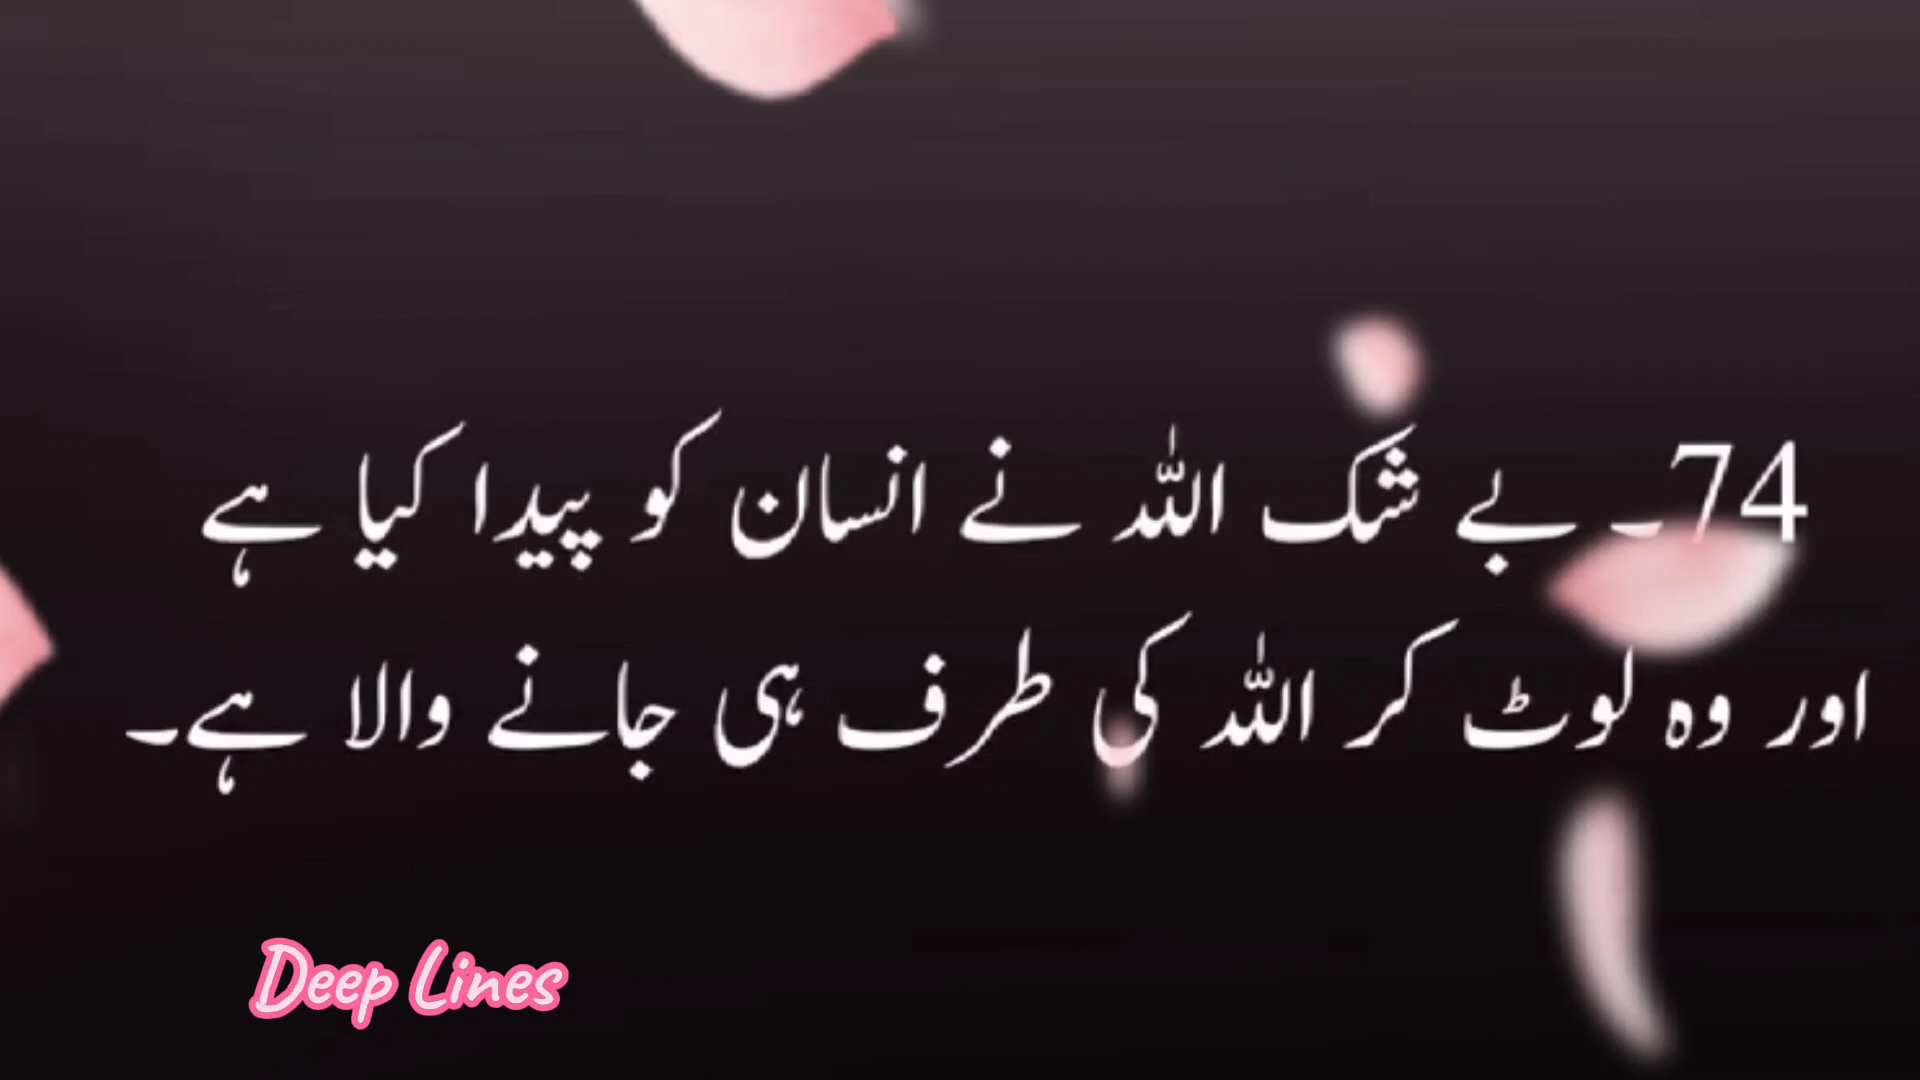 74۔ بے شک اللہ نے انسان کو پیدا کیا ہے
اور وہ لوٹ کر اللہ کی طرف ہی جانے والا ہے۔
Deep Lines